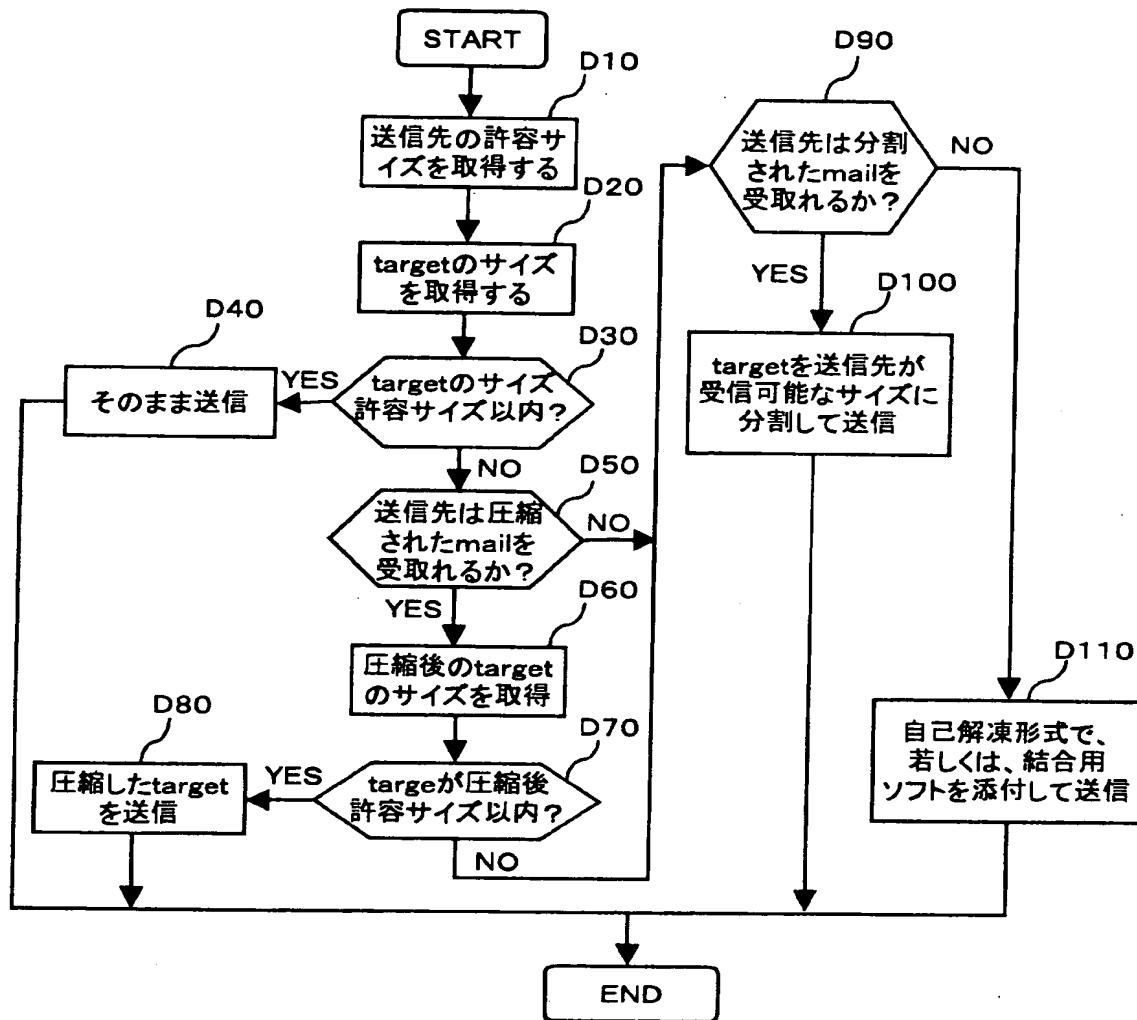 START
D10
送信先の許容サ
イズを取得する
D20
targetのサイズ
を取得する
D30
targetのサイズ
許容サイズ以内？
YES
D40
そのまま送信
NO
D50
送信先は圧縮
されたmailを
受取れるか？
NO
YES
D60
圧縮後のtarget
のサイズを取得
D70
targeが圧縮後
許容サイズ以内？
YES
D80
圧縮したtarget
を送信
NO
D90
送信先は分割
されたmailを
受取れるか？
NO
YES
D100
targetを送信先が
受信可能なサイズに
分割して送信
D110
自己解凍形式で、
若しくは、結合用
ソフトを添付して送信
END